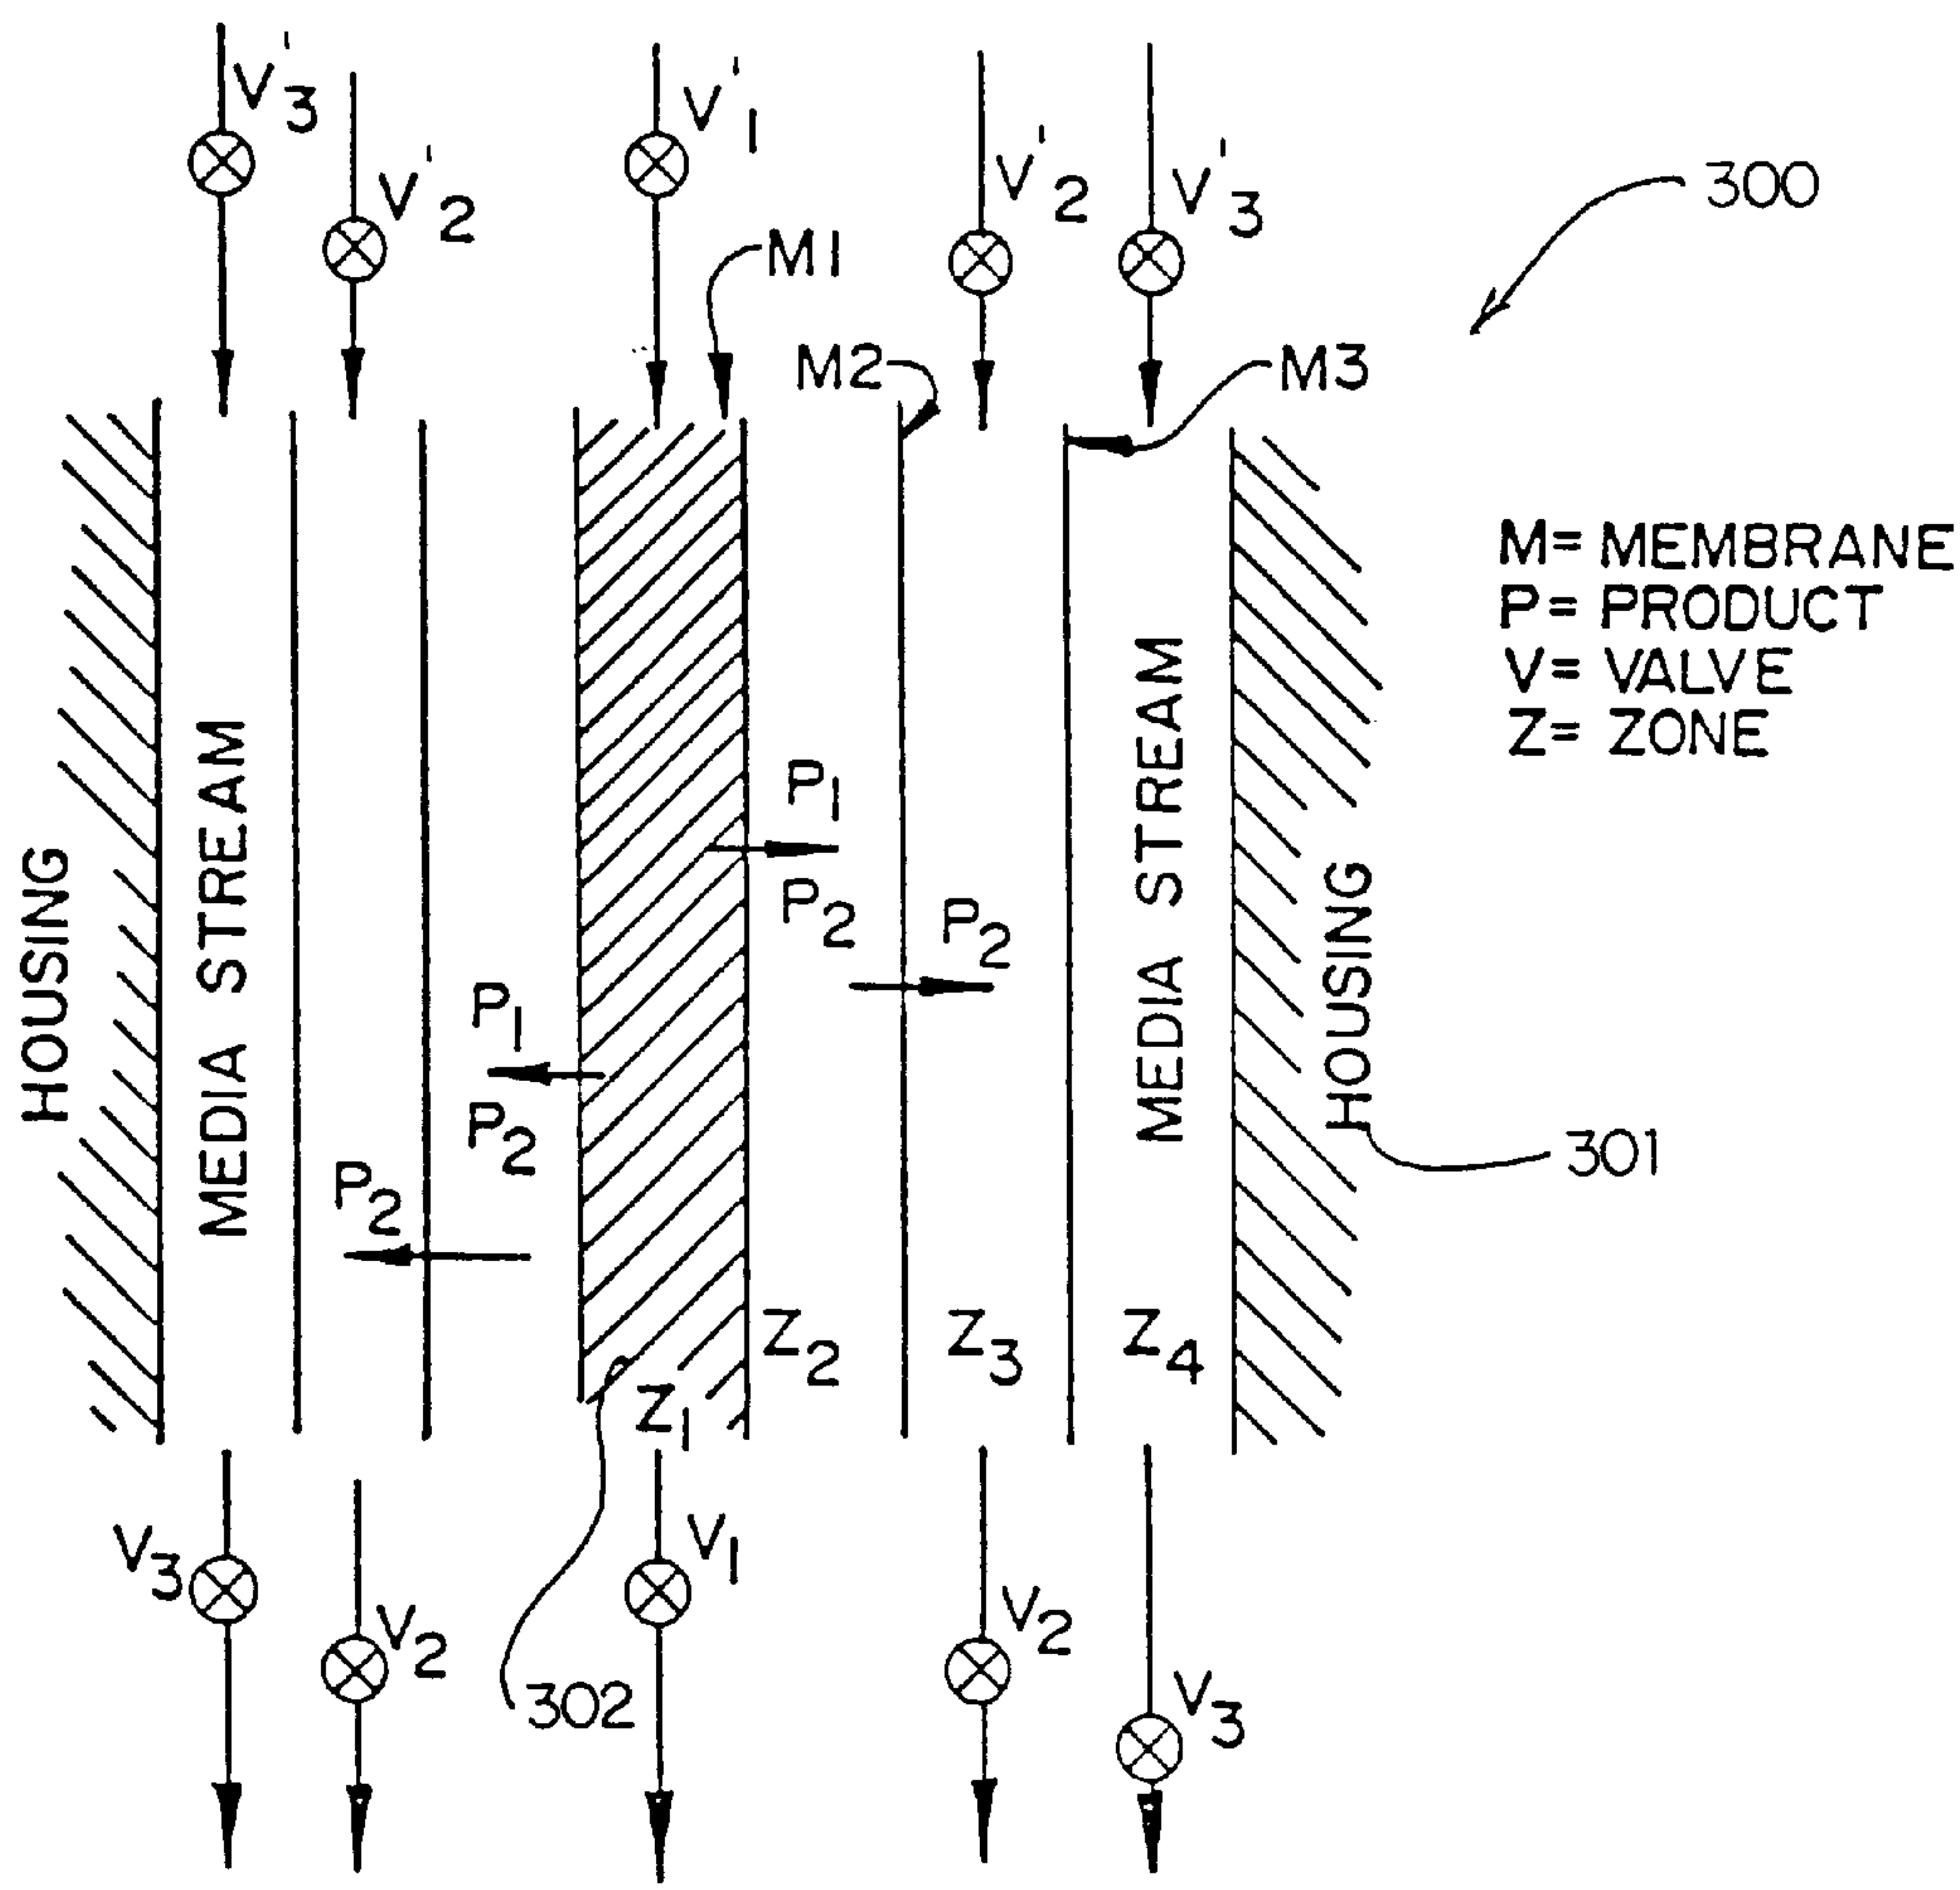 V'3
V'2
V'1
V'2
V'3
300
M1
M2
M3
M= MEMBRANE
P= PRODUCT
V= VALVE
Z= ZONE
HOUSING
MEDIA STREAM
P1
P2
P2
P1
P2
P2
MEDIA STREAM
HOUSING
301
Z1
Z2
Z3
Z4
V3
V2
V1
V2
V3
302